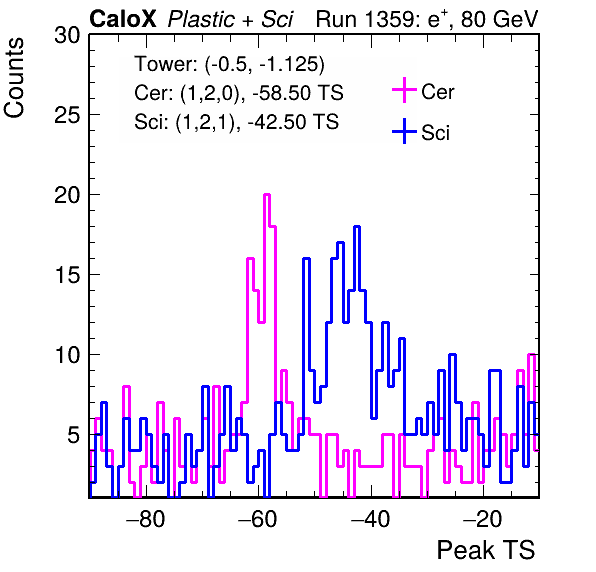 CaloX Plastic + Sci Run 1359: e+, 80 GeV
Counts
30
25
20
15
10
5
Tower: (-0.5, -1.125)
Cer: (1,2,0), -58.50 TS
Sci: (1,2,1), -42.50 TS
Cer
Sci
−80 −60 −40 −20
Peak TS